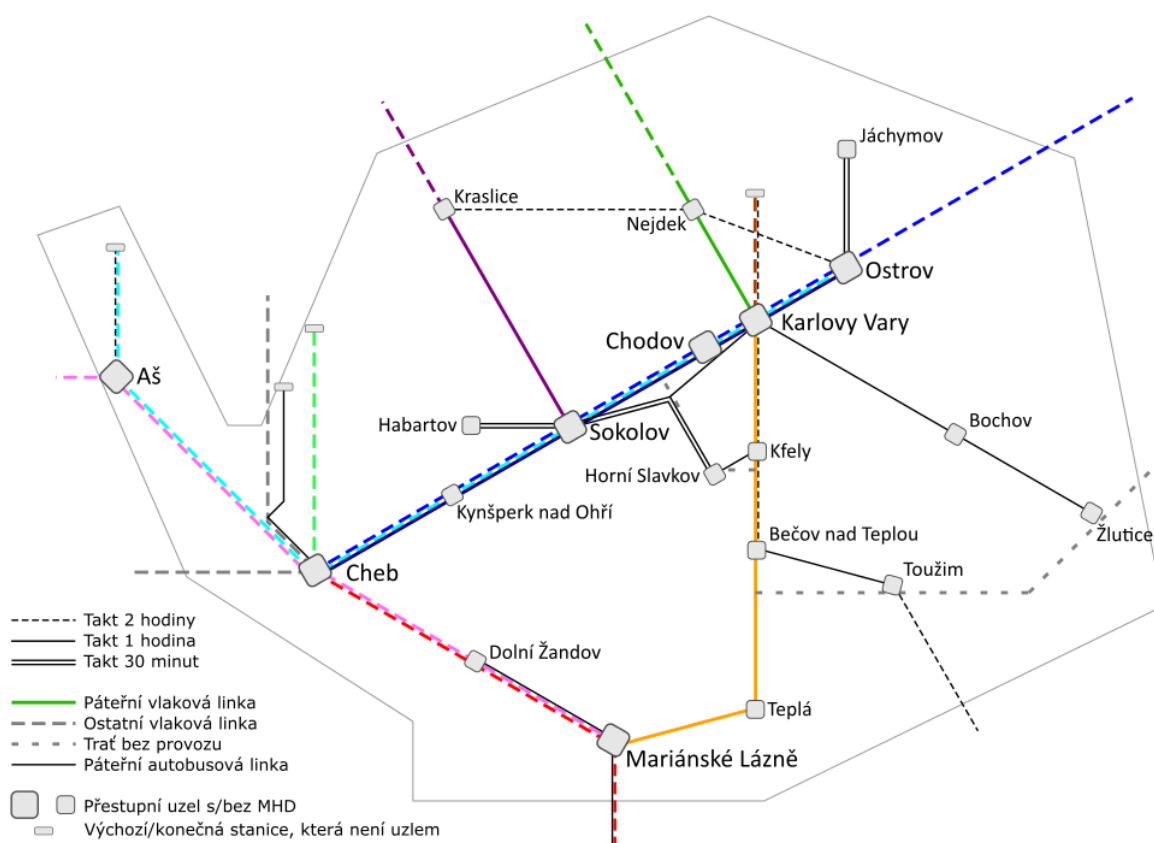 Jáchymov
Kraslice
Nejdek
Ostrov
Karlovy Vary
Chodov
Aš
Habartov
Sokolov
Bochov
Kfely
Horní Slavkov
Kynšperk nad Ohří
Žlutice
Bečov nad Teplou
Toužim
Cheb
Dolní Žandov
Teplá
Mariánské Lázně
Takt 2 hodiny
Takt 1 hodina
Takt 30 minut
Páteřní vlaková linka
Ostatní vlaková linka
Trať bez provozu
Páteřní autobusová linka
Přestupní uzel s/bez MHD
Výchozí/konečná stanice, která není uzlem